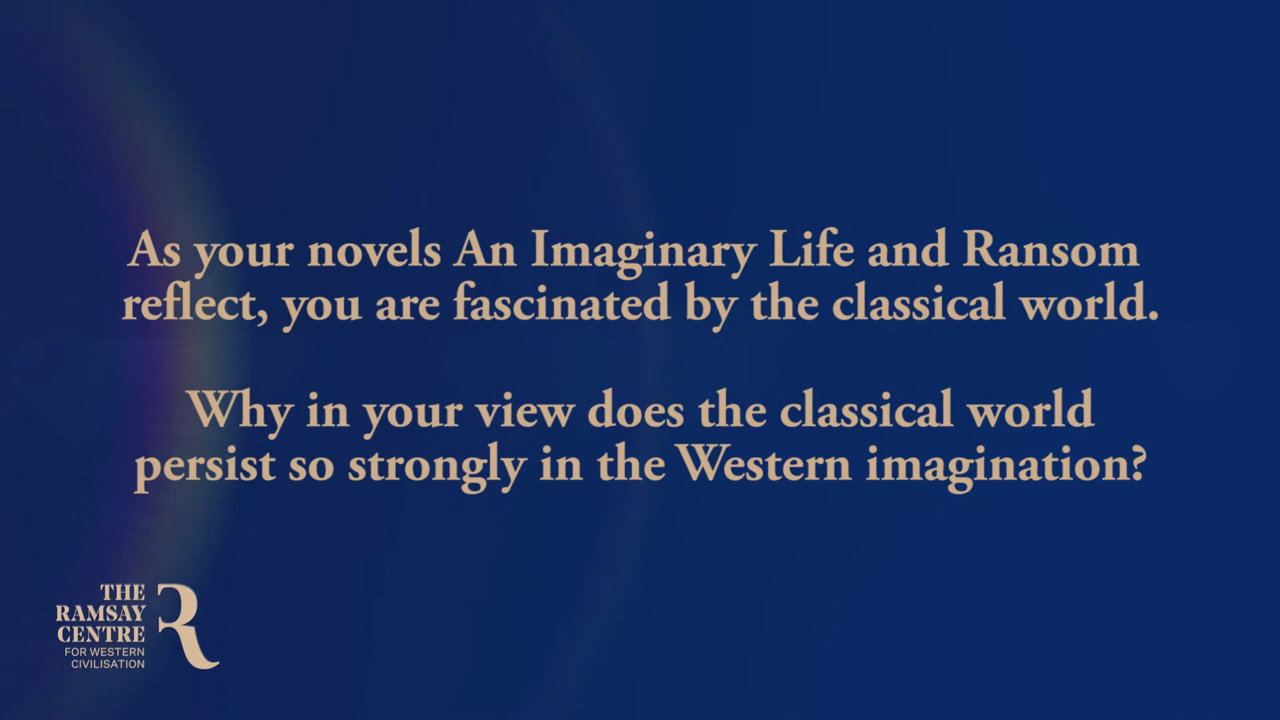 As your novels An Imaginary Life and Ransom
reflect, you are fascinated by the classical world.
Why in your view does the classical world
persist so strongly in the Western imagination?
THE
RAMSAY
CENTRE
FOR WESTERN
CIVILISATION
R